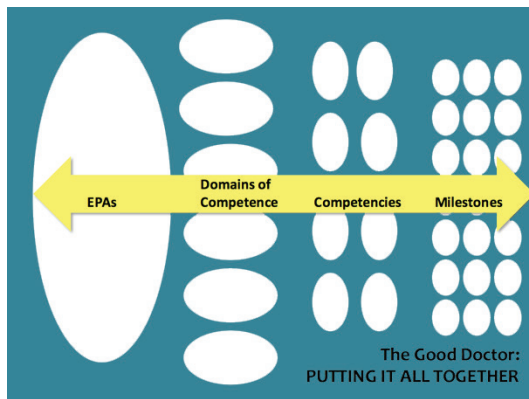 EPAs
Domains of
Competence
Competencies
Milestones
The Good Doctor:
PUTTING IT ALL TOGETHER